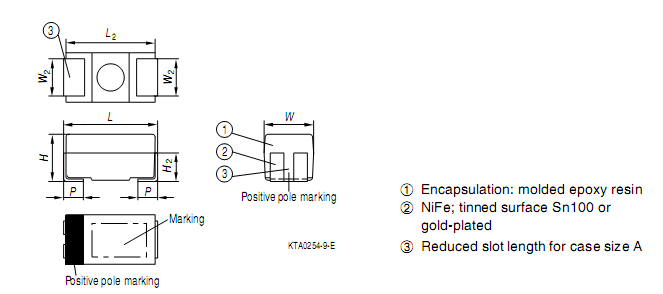 ③
L2
W2
W2
L
W
①
②
③
H
H2
P
P
Positive pole marking
Marking
KTA0254-9-E
Positive pole marking
① Encapsulation: molded epoxy resin
② NiFe; tinned surface Sn100 or
gold-plated
③ Reduced slot length for case size A